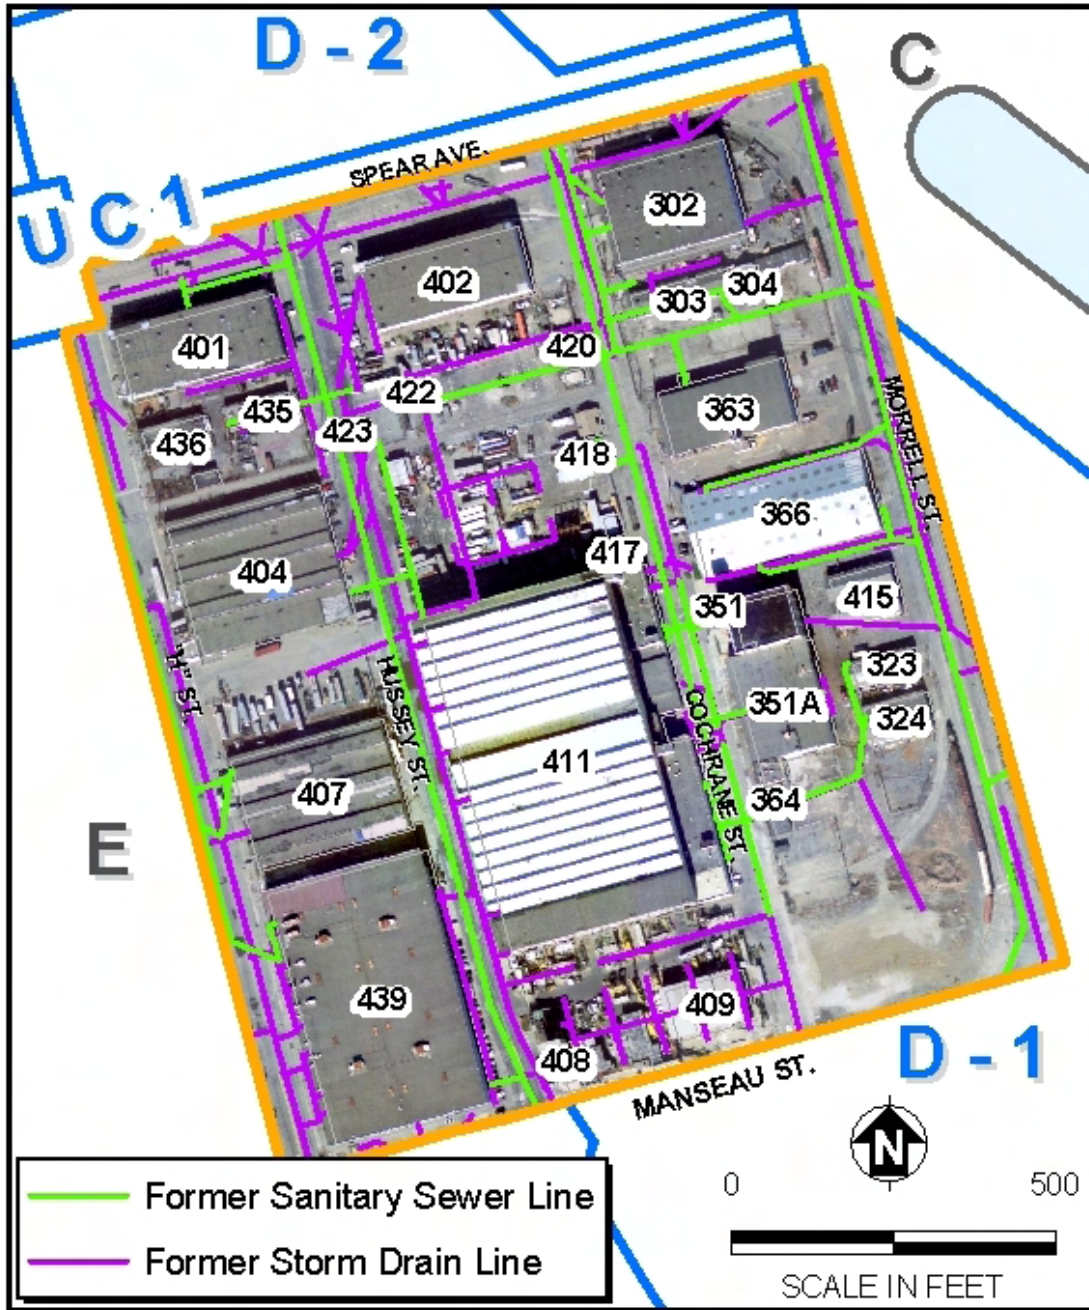 D - 2
C
SPEAR AVE.
U C 1
302
402
304
303
401
420
422
435
423
436
363
MORRELL ST.
418
366
404
417
351
415
"H" ST.
HUSSEY ST.
323
COCHRANE ST.
351A
324
411
407
364
E
439
409
408
D - 1
MANSEAU ST.
N
Former Sanitary Sewer Line
Former Storm Drain Line
0 500
SCALE IN FEET